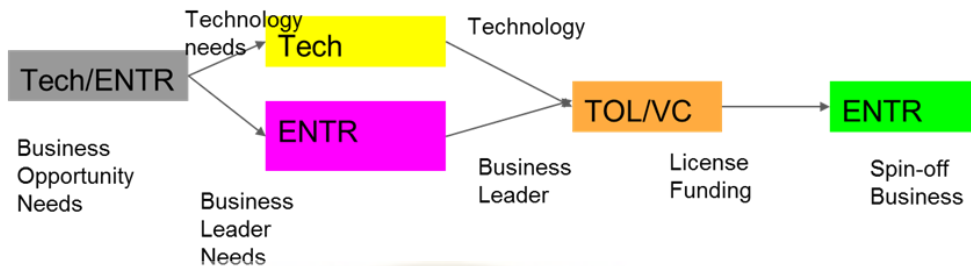 Technology
needs
Tech
Technology
Tech/ENTR
ENTR
TOL/VC
ENTR
Business
Opportunity
Needs
Business
Leader
Needs
Business
Leader
License
Funding
Spin-off
Business